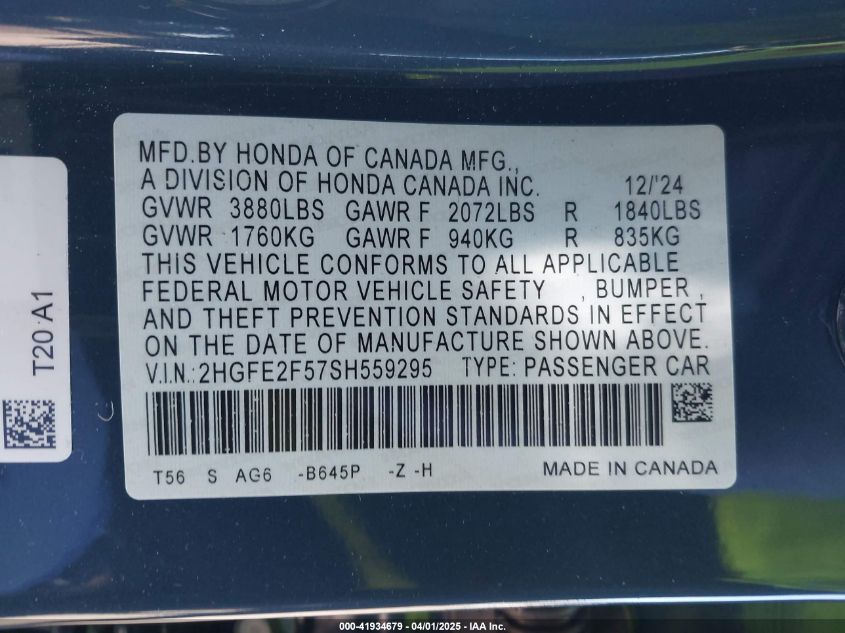 MFD.BY HONDA OF CANADA MFG.,
A DIVISION OF HONDA CANADA INC. 12/'24
GVWR 3880LBS GAWR F 2072LBS R 1840LBS
GVWR 1760KG GAWR F 940KG R 835KG
THIS VEHICLE CONFORMS TO ALL APPLICABLE
FEDERAL MOTOR VEHICLE SAFETY , BUMPER ,
AND THEFT PREVENTION STANDARDS IN EFFECT
ON THE DATE OF MANUFACTURE SHOWN ABOVE.
V.I.N.: 2HGFE2F57SH559295 TYPE: PASSENGER CAR
T56 S AG6 -B645P -Z -H MADE IN CANADA
T20 A1
000-41934679 - 04/01/2025 - IAA Inc.